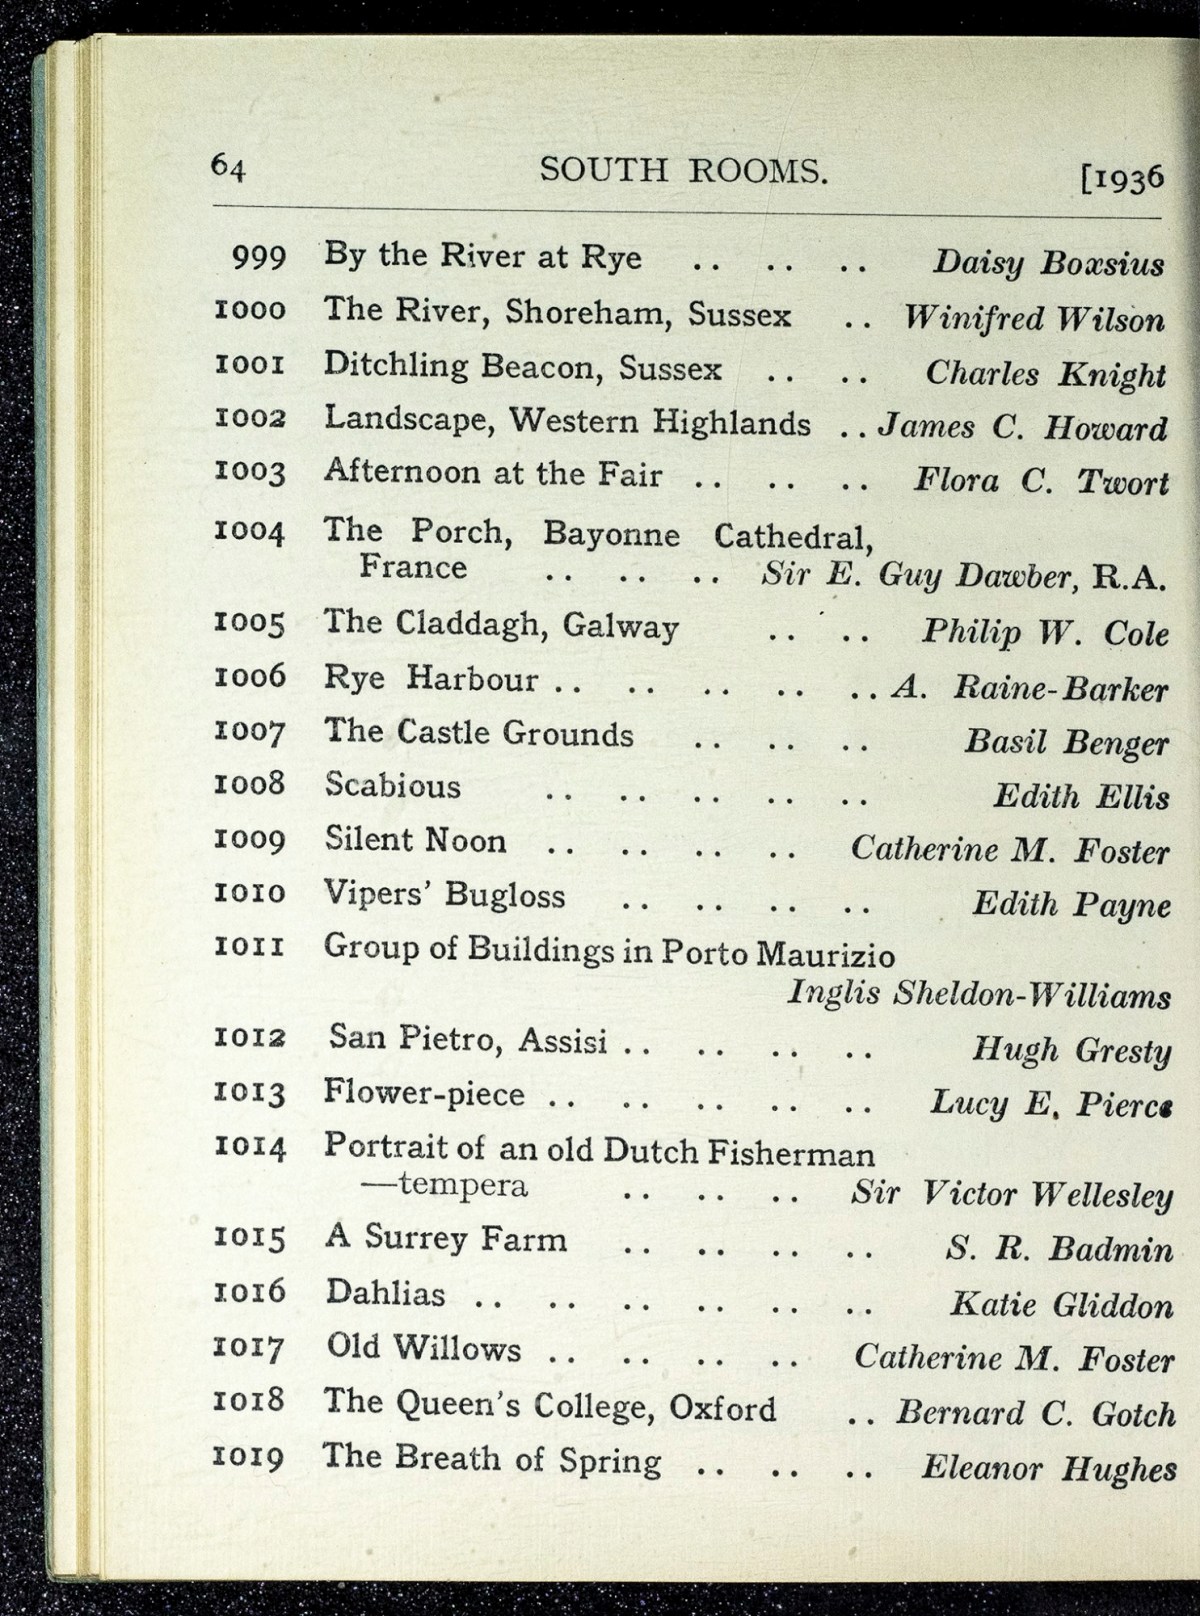 64 SOUTH ROOMS. [1936
999 By the River at Rye .. .. .. Daisy Boxsius
1000 The River, Shoreham, Sussex .. Winifred Wilson
1001 Ditchling Beacon, Sussex .. .. Charles Knight
1002 Landscape, Western Highlands .. James C. Howard
1003 Afternoon at the Fair .. .. .. Flora C. Twort
1004 The Porch, Bayonne Cathedral,
France .. .. .. Sir E. Guy Dawber, R.A.
1005 The Claddagh, Galway .. .. Philip W. Cole
1006 Rye Harbour .. .. .. .. .. A. Raine-Barker
1007 The Castle Grounds .. .. .. Basil Benger
1008 Scabious .. .. .. .. .. Edith Ellis
1009 Silent Noon .. .. .. .. Catherine M. Foster
1010 Vipers' Bugloss .. .. .. .. Edith Payne
1011 Group of Buildings in Porto Maurizio
Inglis Sheldon-Williams
1012 San Pietro, Assisi .. .. .. .. Hugh Gresty
1013 Flower-piece .. .. .. .. .. Lucy E. Pierce
1014 Portrait of an old Dutch Fisherman
—tempera .. .. .. Sir Victor Wellesley
1015 A Surrey Farm .. .. .. .. S. R. Badmin
1016 Dahlias .. .. .. .. .. .. Katie Gliddon
1017 Old Willows .. .. .. .. Catherine M. Foster
1018 The Queen's College, Oxford .. Bernard C. Gotch
1019 The Breath of Spring .. .. .. Eleanor Hughes